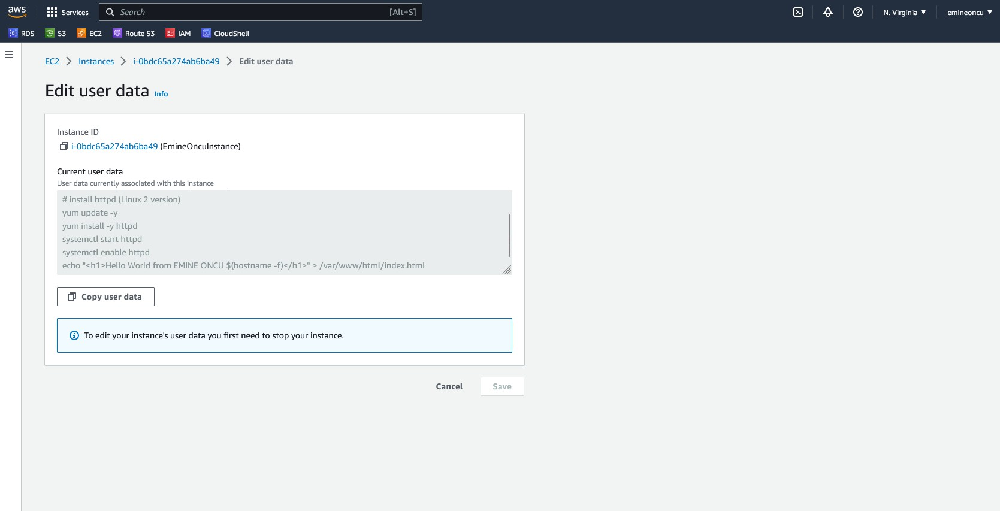 aws
Services
Search
[Alt+S]
N. Virginia
emineoncu
RDS
S3
EC2
Route 53
IAM
CloudShell
EC2 > Instances > i-0bdc65a274ab6ba49 > Edit user data
Edit user data Info
Instance ID
i-0bdc65a274ab6ba49 (EmineOncuInstance)
Current user data
User data currently associated with this instance
# install httpd (Linux 2 version)
yum update -y
yum install -y httpd
systemctl start httpd
systemctl enable httpd
echo "<h1>Hello World from EMINE ONCU $(hostname -f)</h1>" > /var/www/html/index.html
Copy user data
To edit your instance's user data you first need to stop your instance.
Cancel
Save